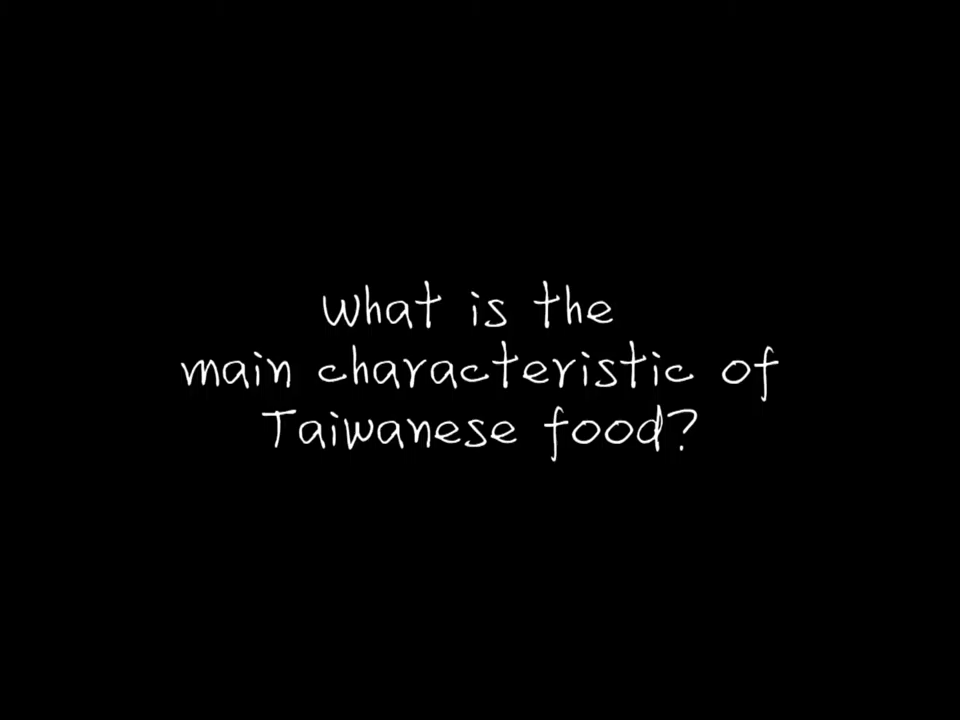 What is the
main characteristic of
Taiwanese food?